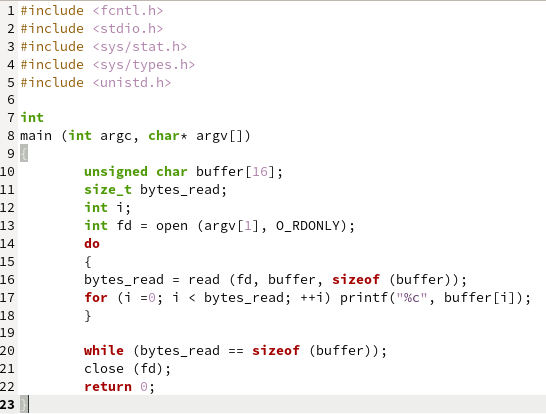 1 #include <fcntl.h>
2 #include <stdio.h>
3 #include <sys/stat.h>
4 #include <sys/types.h>
5 #include <unistd.h>
6
7 int
8 main (int argc, char* argv[])
9 {
10         unsigned char buffer[16];
11         size_t bytes_read;
12         int i;
13         int fd = open (argv[1], O_RDONLY);
14         do
15         {
16         bytes_read = read (fd, buffer, sizeof (buffer));
17         for (i =0; i < bytes_read; ++i) printf("%c", buffer[i]);
18         }
19
20         while (bytes_read == sizeof (buffer));
21         close (fd);
22         return 0;
23 }